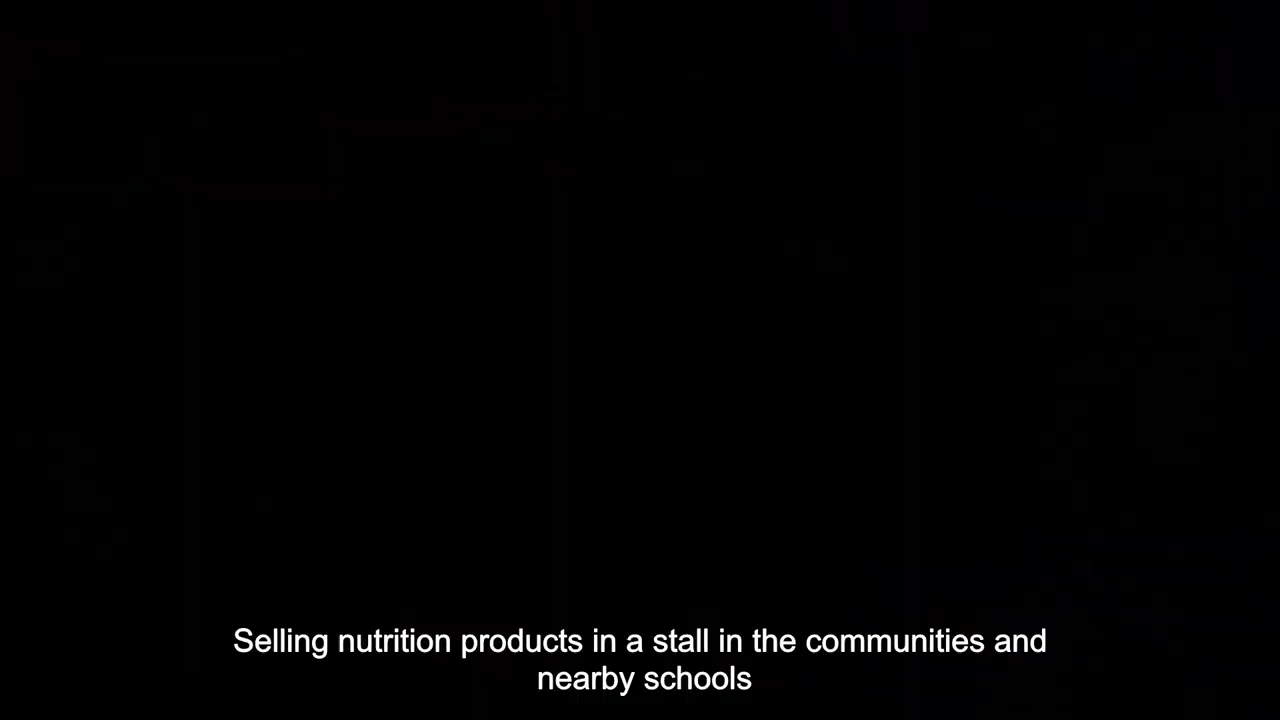 Selling nutrition products in a stall in the communities and
nearby schools